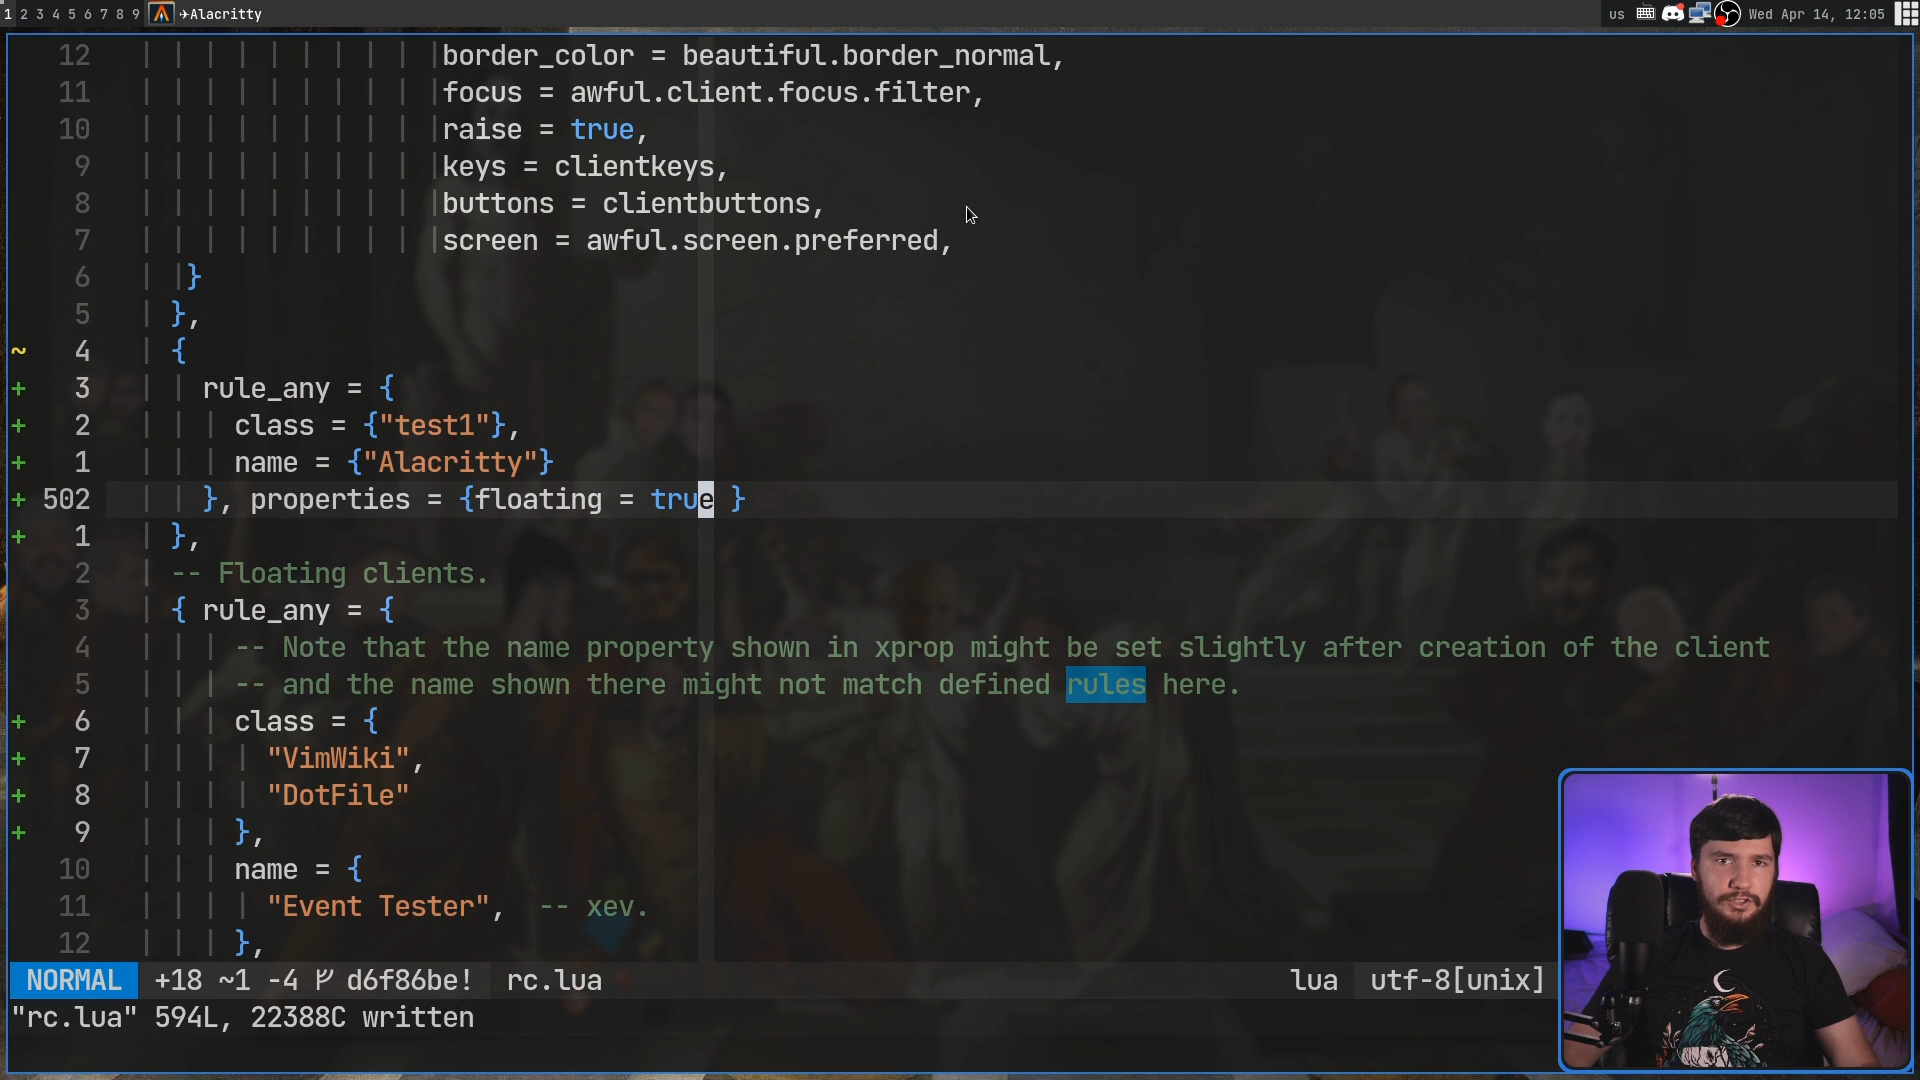 1 2 3 4 5 6 7 8 9 ✈Alacritty us Wed Apr 14, 12:05
12 border_color = beautiful.border_normal,
11 focus = awful.client.focus.filter,
10 raise = true,
9 keys = clientkeys,
8 buttons = clientbuttons,
7 screen = awful.screen.preferred,
6 }
5 },
~ 4 {
+ 3 rule_any = {
+ 2 class = {"test1"},
+ 1 name = {"Alacritty"}
+ 502 }, properties = {floating = true }
+ 1 },
2 -- Floating clients.
3 { rule_any = {
4 -- Note that the name property shown in xprop might be set slightly after creation of the client
5 -- and the name shown there might not match defined rules here.
+ 6 class = {
+ 7 "VimWiki",
+ 8 "DotFile"
+ 9 },
10 name = {
11 "Event Tester", -- xev.
12 },
NORMAL +18 ~1 -4 ᚠ d6f86be! rc.lua lua utf-8[unix]
"rc.lua" 594L, 22388C written